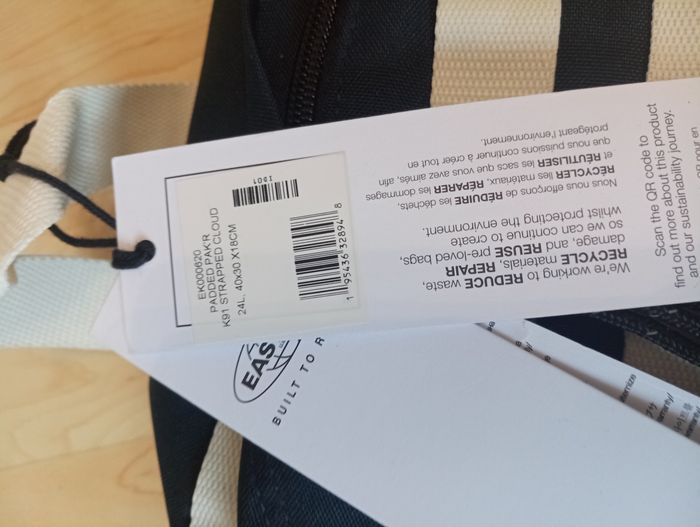 EK000620
PADDED PAK'R
K91 STRAPPED CLOUD
24L, 40x30 X18CM
1001
1 95436 32894 8
We're working to REDUCE waste,
RECYCLE materials, REPAIR
damage, and REUSE pre-loved bags,
so we can continue to create
whilst protecting the environment.
Nous nous efforçons de RÉDUIRE les déchets,
RECYCLER les matériaux, RÉPARER les dommages
et RÉUTILISER les sacs que vous avez aimés, afin
que nous puissions continuer à créer tout en
protégeant l'environnement.
Scan the QR code to
find out more about this product
and our sustainability journey.
EAS
BUILT TO R